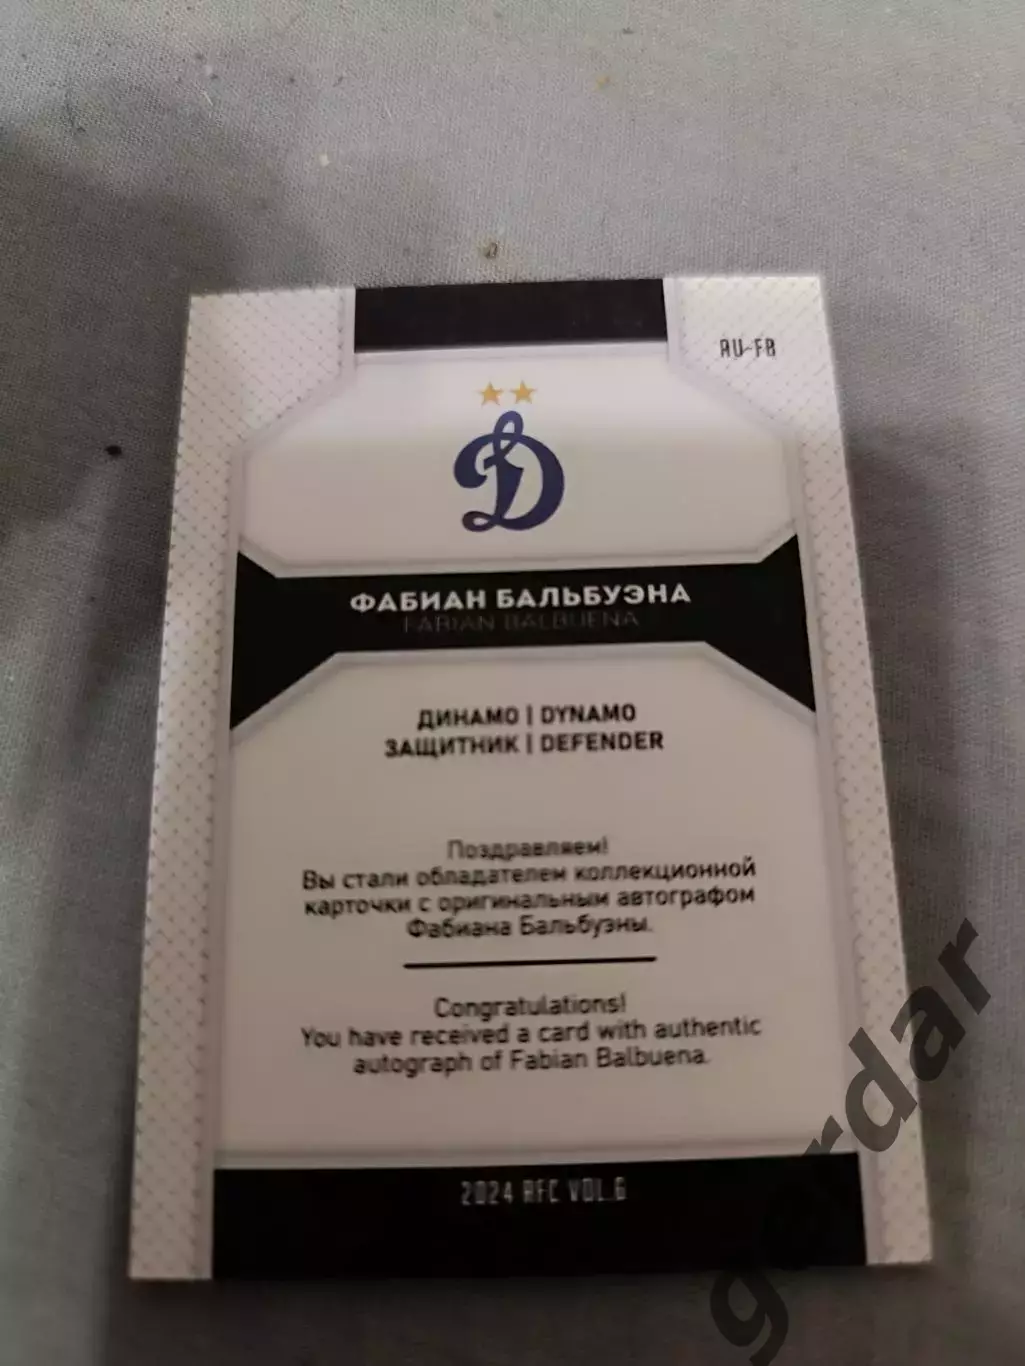 AU-FB
ФАБИАН БАЛЬБУЭНА
FABIAN BALBUENA
ДИНАМО | DYNAMO
ЗАЩИТНИК | DEFENDER
Поздравляем!
Вы стали обладателем коллекционной
карточки с оригинальным автографом
Фабиана Бальбуэны.
Congratulations!
You have received a card with authentic
autograph of Fabian Balbuena.
2024 RFC VOL.6
gordar